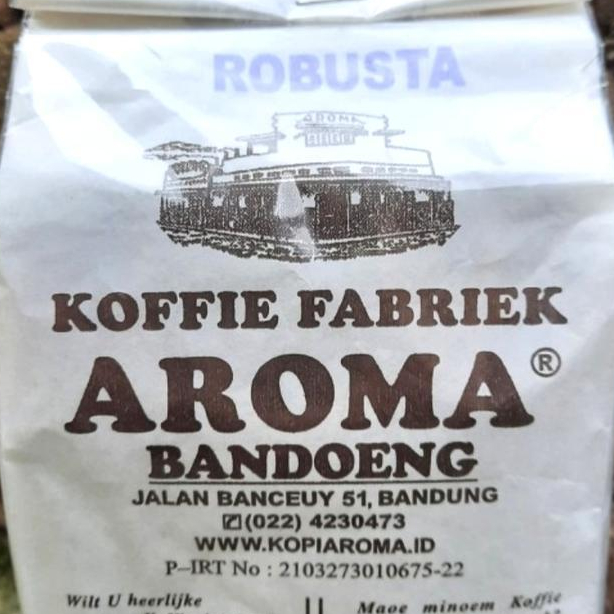 ROBUSTA
AROMA
KOFFIE FABRIEK
AROMA®
BANDOENG
JALAN BANCEUY 51, BANDUNG
✆(022) 4230473
WWW.KOPIAROMA.ID
P–IRT No : 2103273010675-22
Wilt U heerlijke
Maoe minoem Koffie